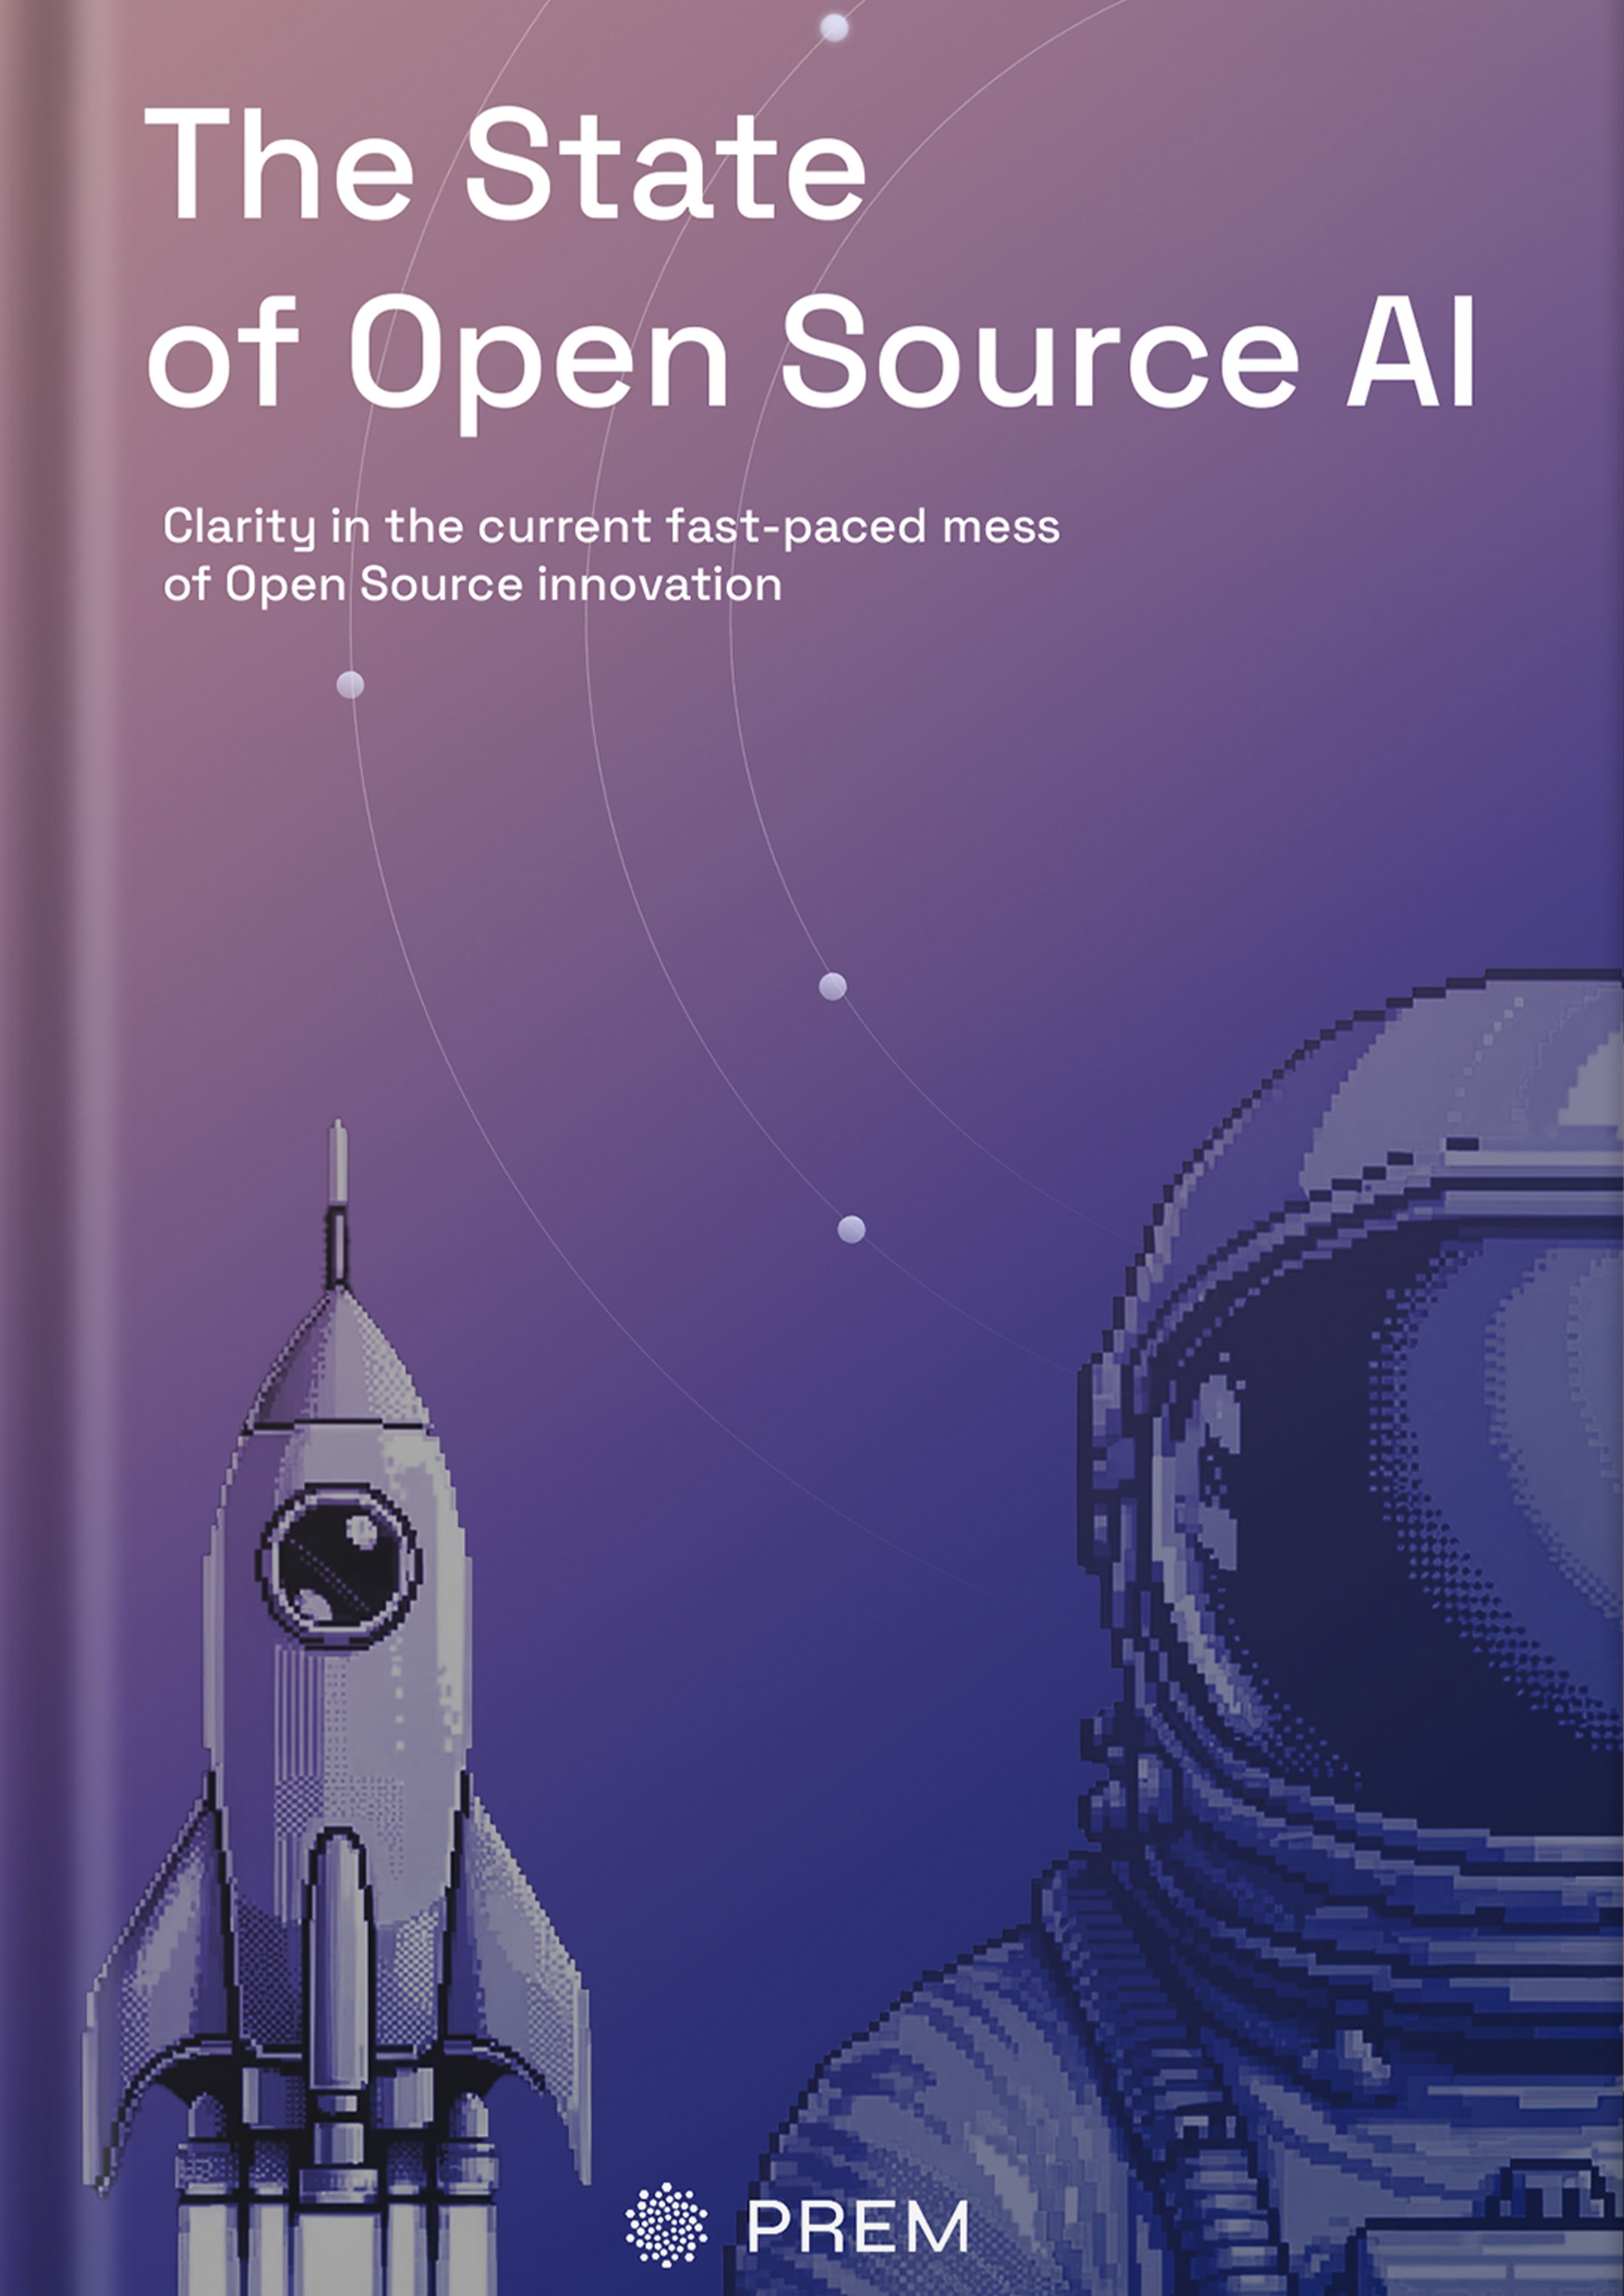 The State
of Open Source AI
Clarity in the current fast-paced mess
of Open Source innovation
PREM